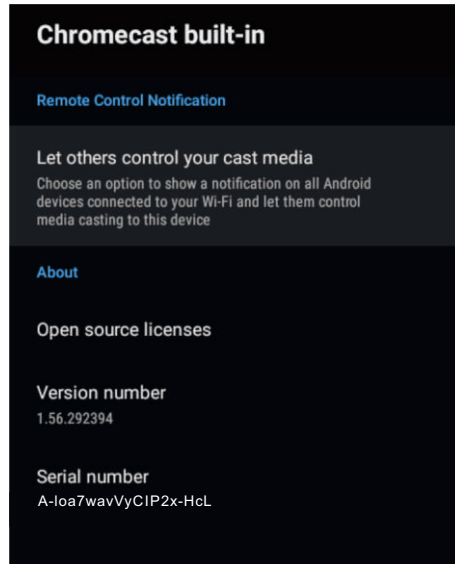 Chromecast built-in
Remote Control Notification
Let others control your cast media
Choose an option to show a notification on all Android
devices connected to your Wi-Fi and let them control
media casting to this device
About
Open source licenses
Version number
1.56.292394
Serial number
A-loa7wavVyCIP2x-HcL